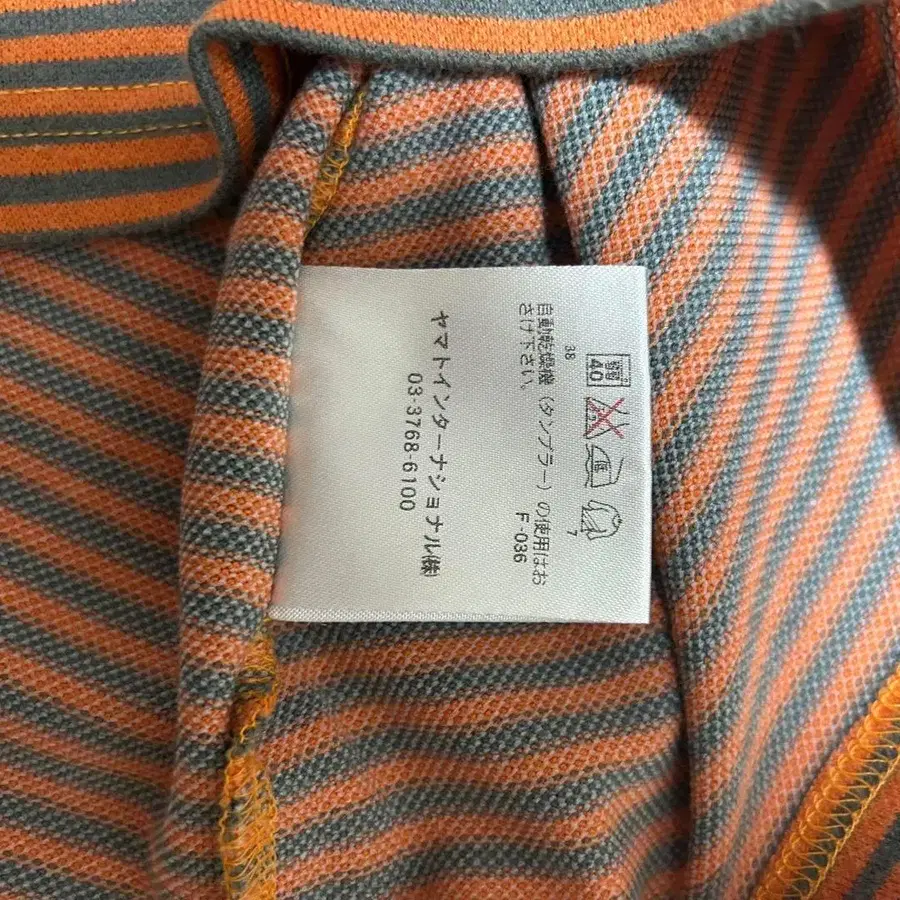 40
7
38
自動乾燥機（タンブラー）の使用はお
さけ下さい。
F-036
ヤマトインターナショナル㈱
03-3768-6100